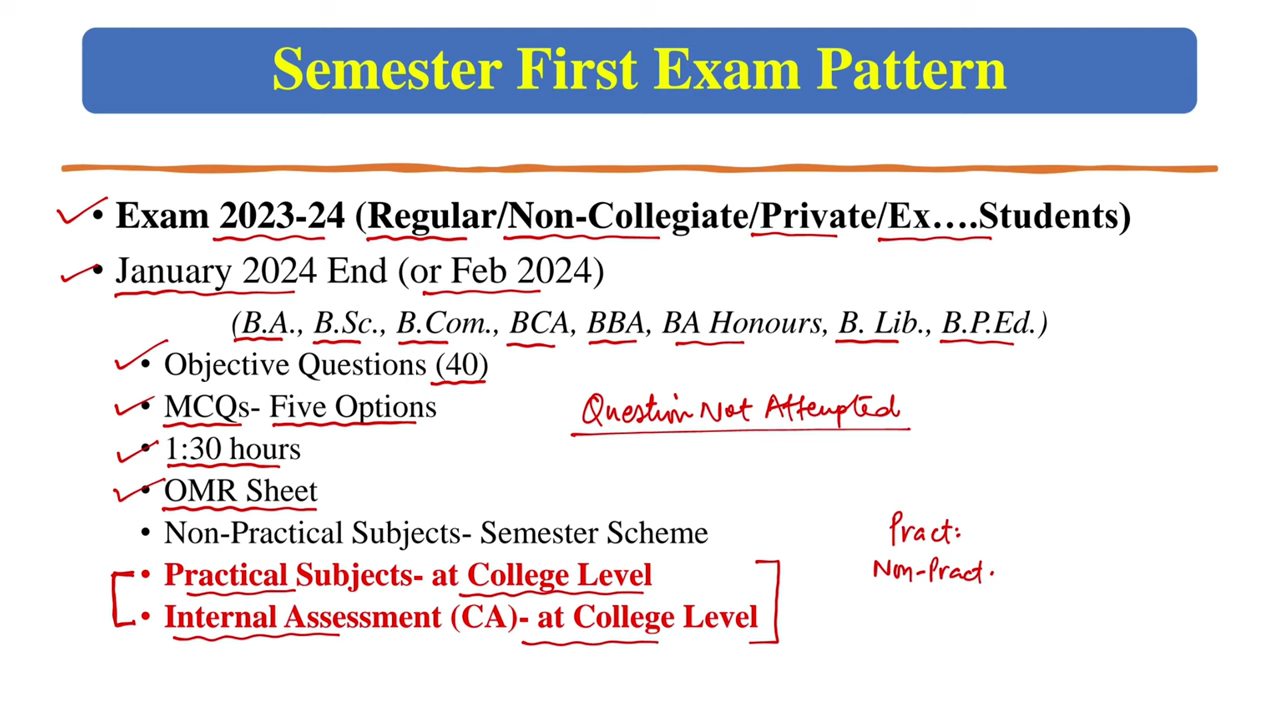 Semester First Exam Pattern
• Exam 2023-24 (Regular/Non-Collegiate/Private/Ex….Students)
• January 2024 End (or Feb 2024)
(B.A., B.Sc., B.Com., BCA, BBA, BA Honours, B. Lib., B.P.Ed.)
• Objective Questions (40)
• MCQs- Five Options
Question Not Attempted
• 1:30 hours
• OMR Sheet
• Non-Practical Subjects- Semester Scheme
Pract:
• Practical Subjects- at College Level
Non-Pract.
• Internal Assessment (CA)- at College Level